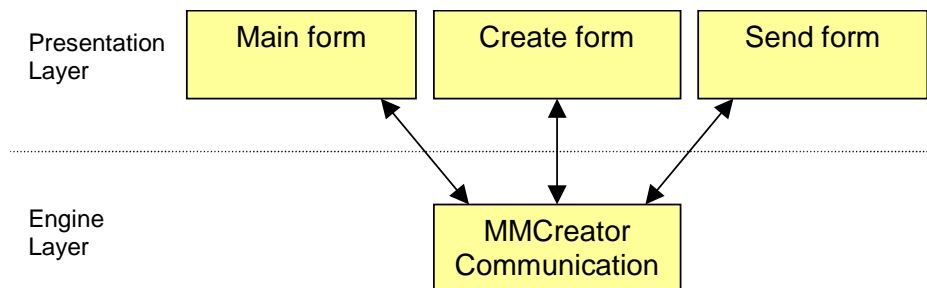 Presentation
Layer
Main form
Create form
Send form
Engine
Layer
MMCreator
Communication